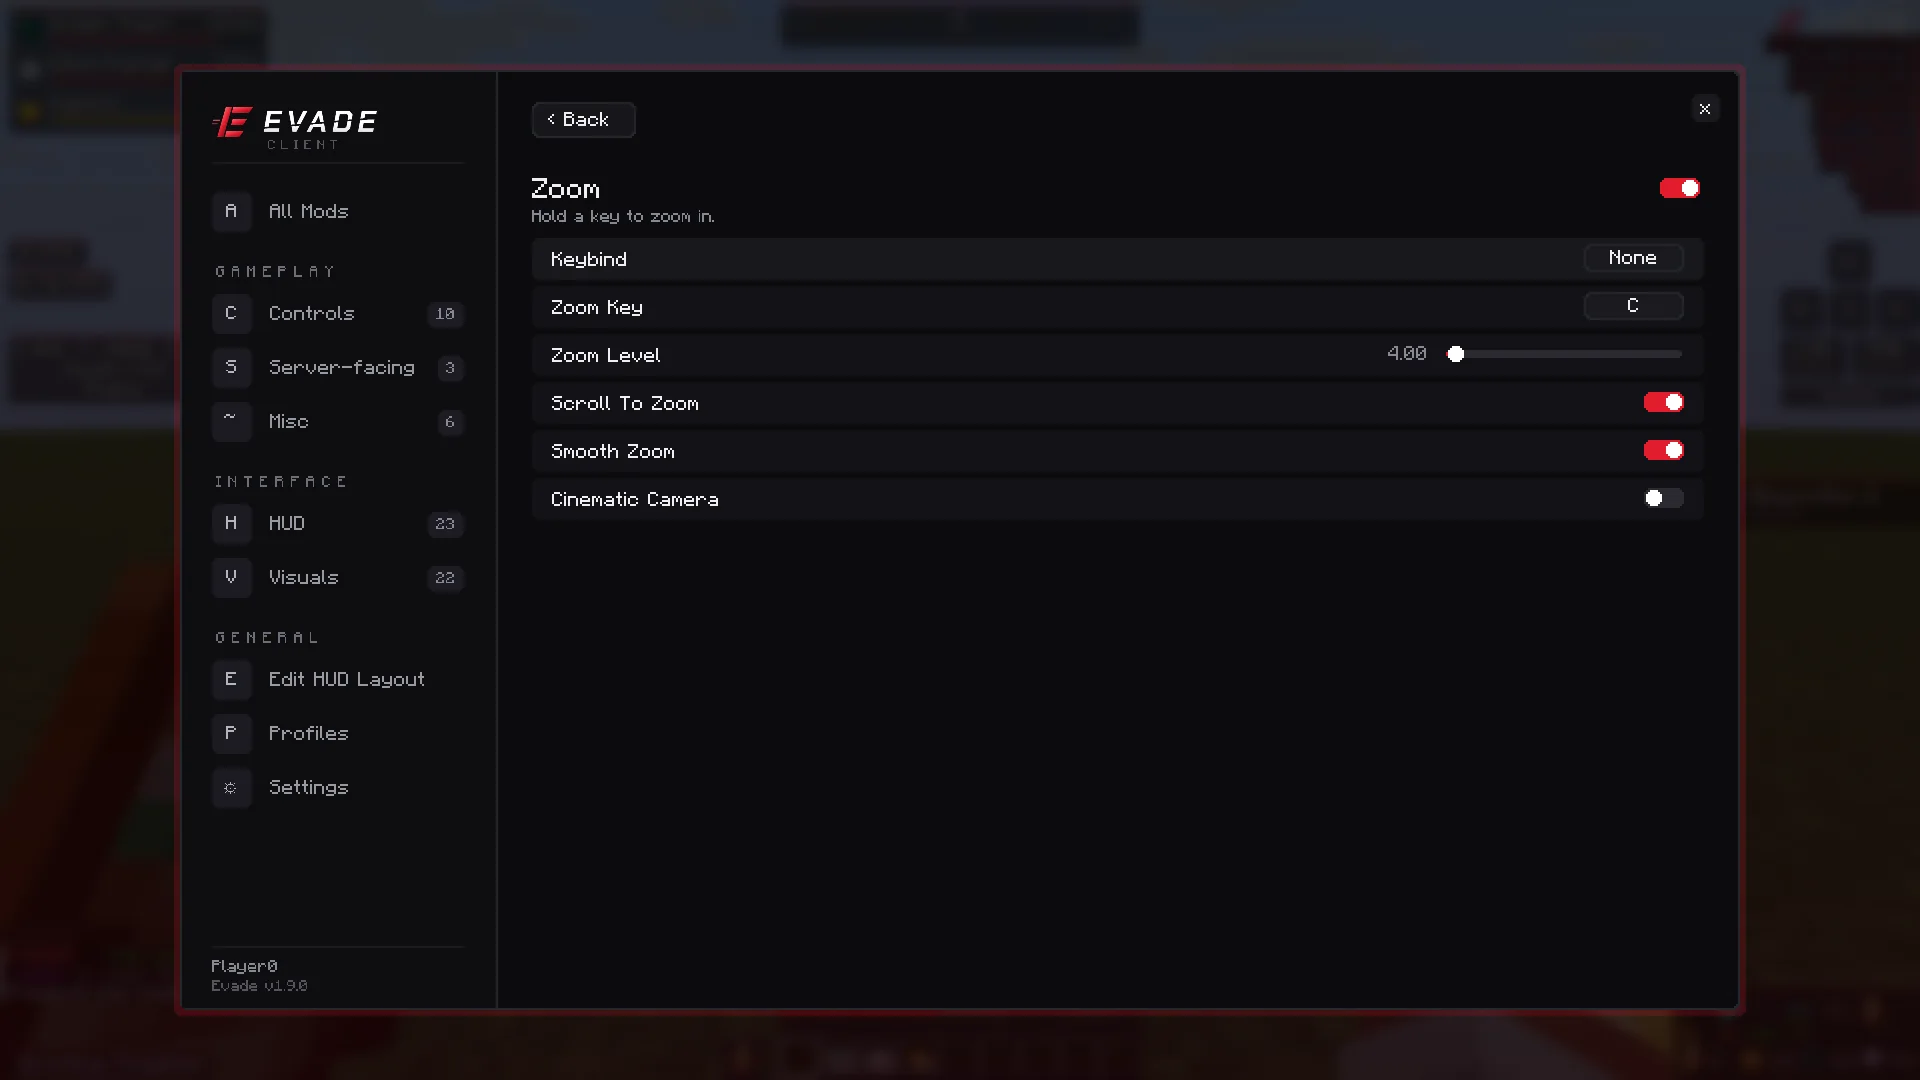 EVADE
CLIENT
A All Mods
GAMEPLAY
C Controls 10
S Server-facing 3
~ Misc 6
INTERFACE
H HUD 23
V Visuals 22
GENERAL
E Edit HUD Layout
P Profiles
Settings
Player0
Evade v1.9.0
‹ Back
×
Zoom
Hold a key to zoom in.
Keybind None
Zoom Key C
Zoom Level 4.00
Scroll To Zoom
Smooth Zoom
Cinematic Camera